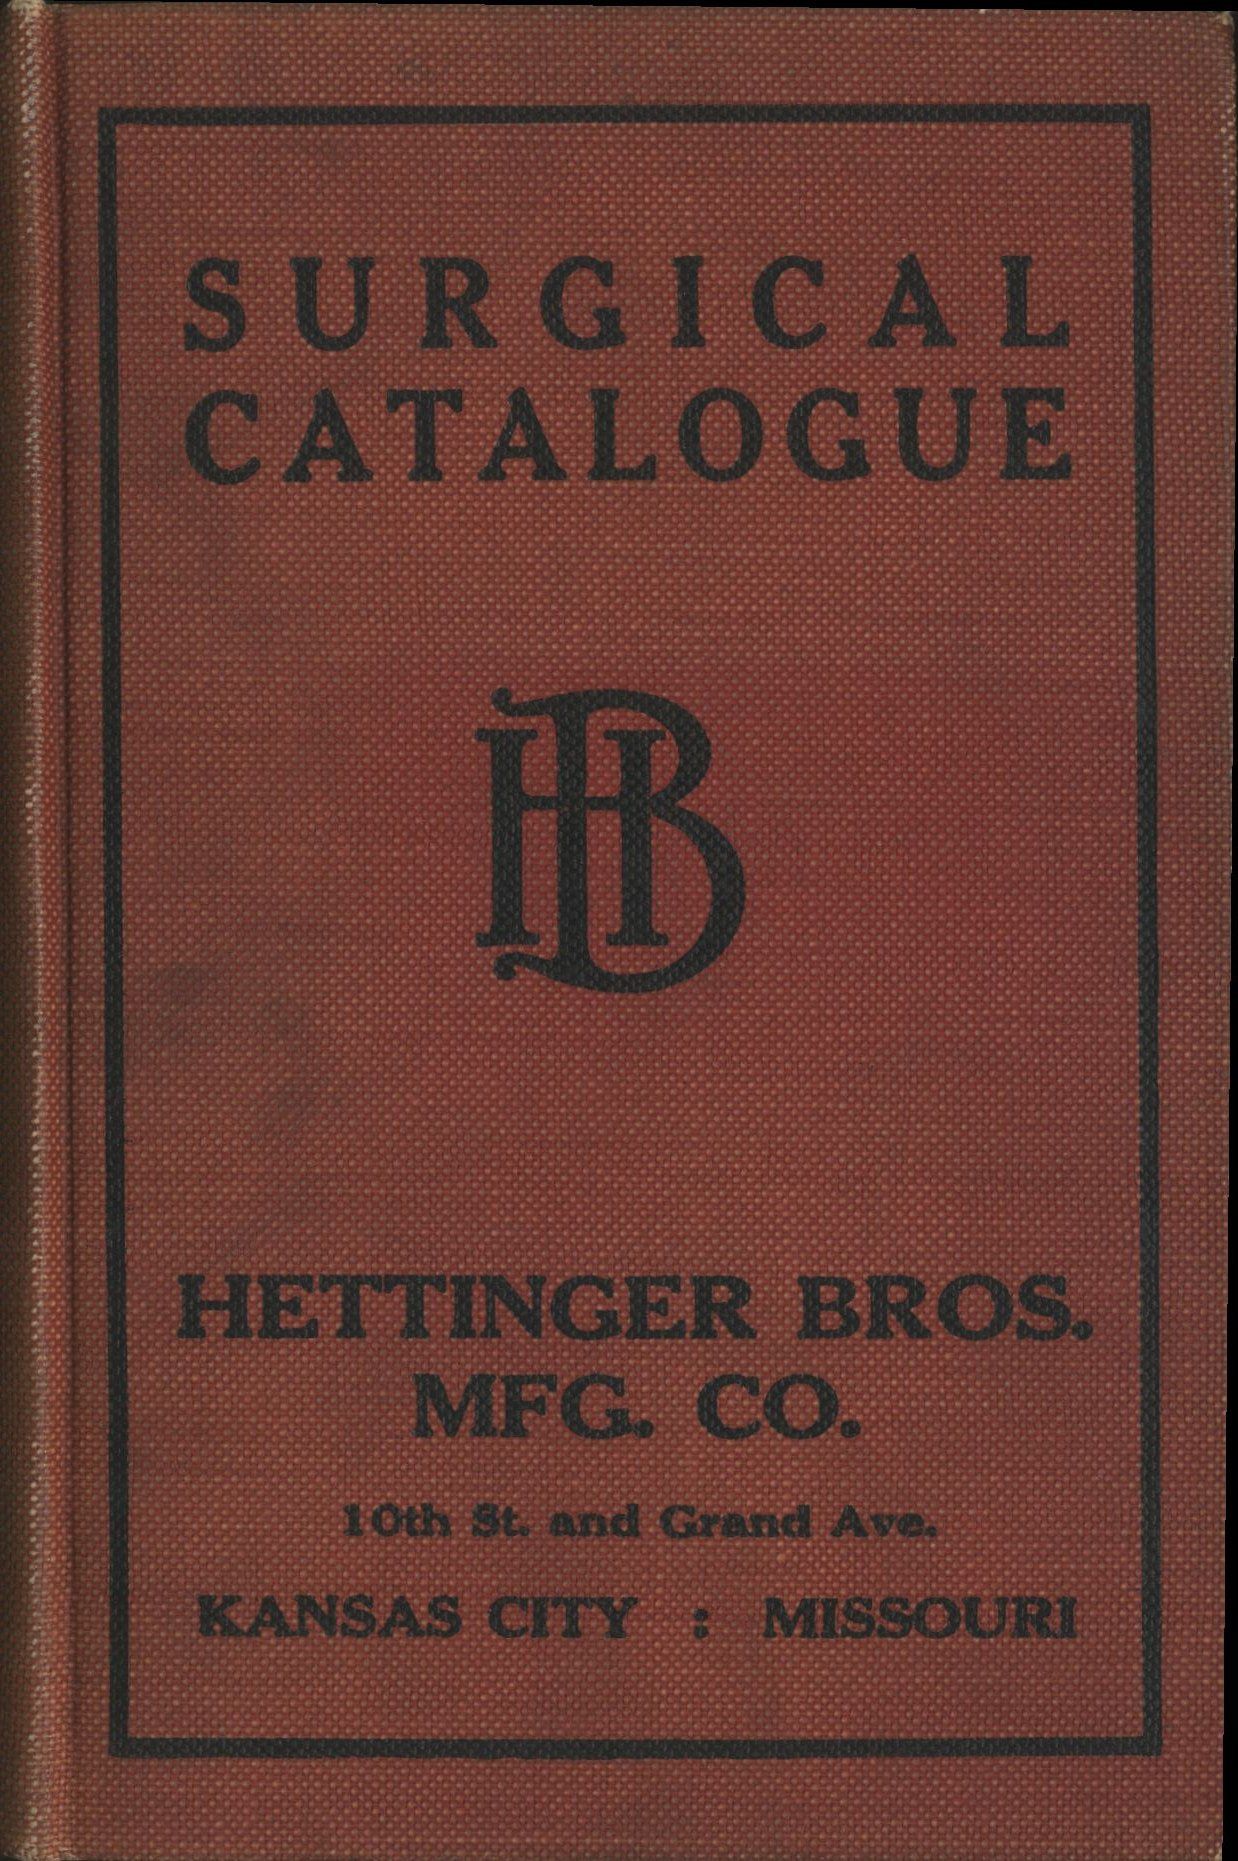 SURGICAL
CATALOGUE
HB
HETTINGER BROS.
MFG. CO.
10th St. and Grand Ave.
KANSAS CITY : MISSOURI